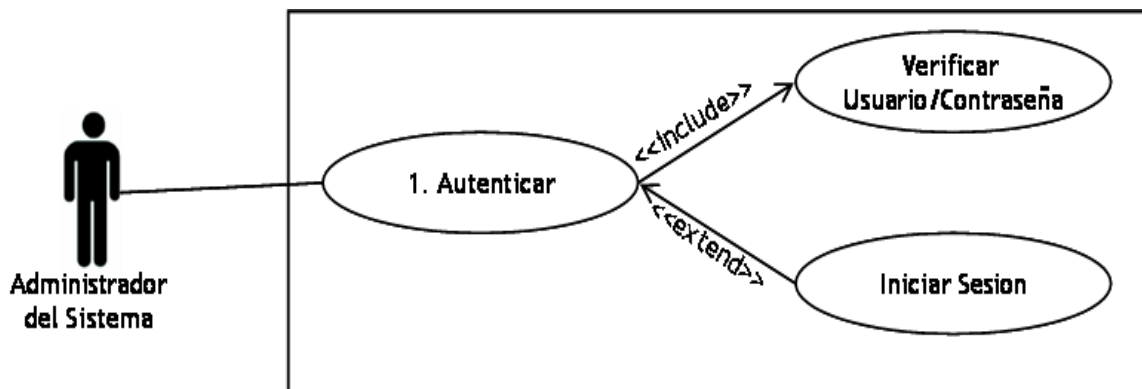 Verificar
Usuario/Contraseña
<<include>>
1. Autenticar
<<extend>>
Administrador
del Sistema
Iniciar Sesion